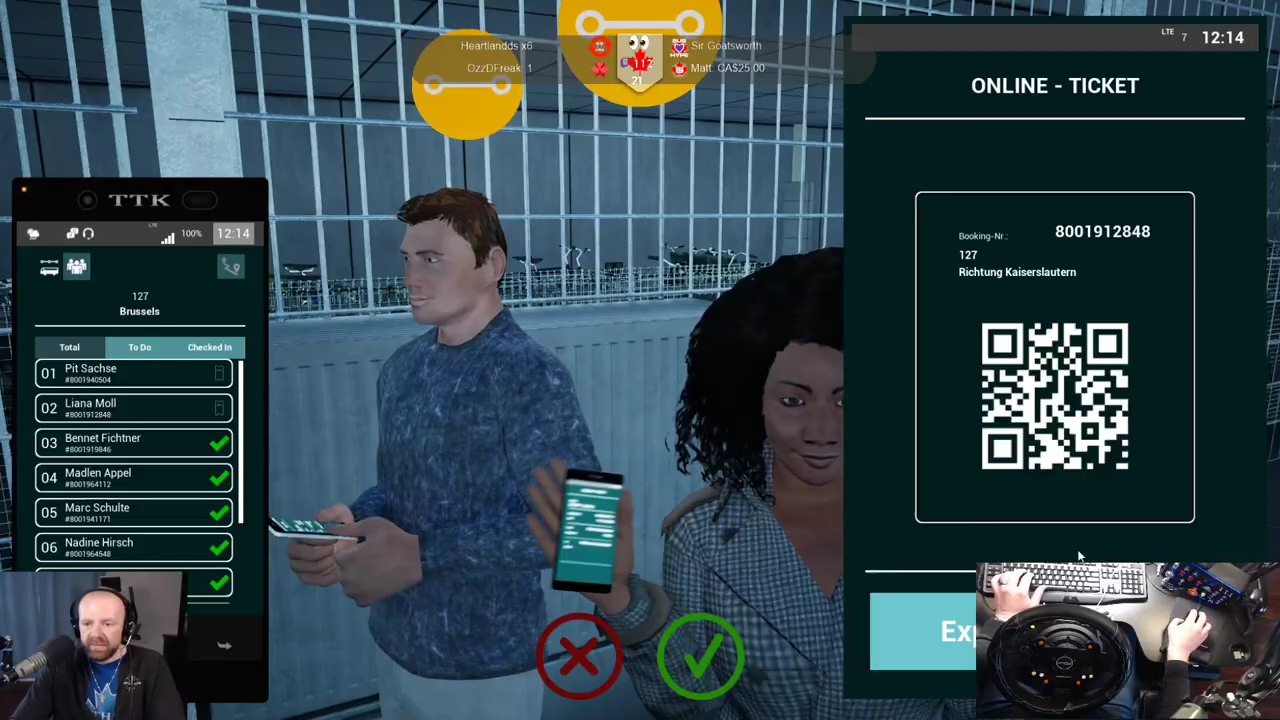 Heartlandds x6
OzzDFreak 1
112
21
Sir Goatsworth
Matt: CA$25.00
TTK
LTE
100%
12:14
127
Brussels
Total
To Do
Checked In
01 Pit Sachse
#8001940504
02 Liana Moll
#8001912848
03 Bennet Fichtner
#8001919846
04 Madlen Appel
#8001964112
05 Marc Schulte
#8001941171
06 Nadine Hirsch
#8001964548
LTE 7 12:14
ONLINE - TICKET
Booking-Nr.: 8001912848
127
Richtung Kaiserslautern